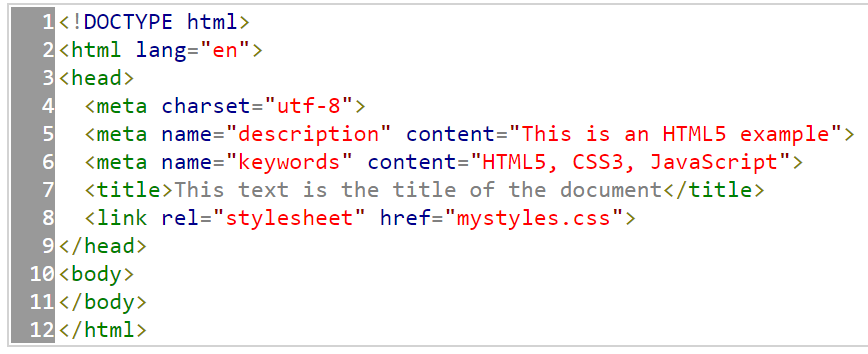 1<!DOCTYPE html>
2<html lang="en">
3<head>
4  <meta charset="utf-8">
5  <meta name="description" content="This is an HTML5 example">
6  <meta name="keywords" content="HTML5, CSS3, JavaScript">
7  <title>This text is the title of the document</title>
8  <link rel="stylesheet" href="mystyles.css">
9</head>
10<body>
11</body>
12</html>